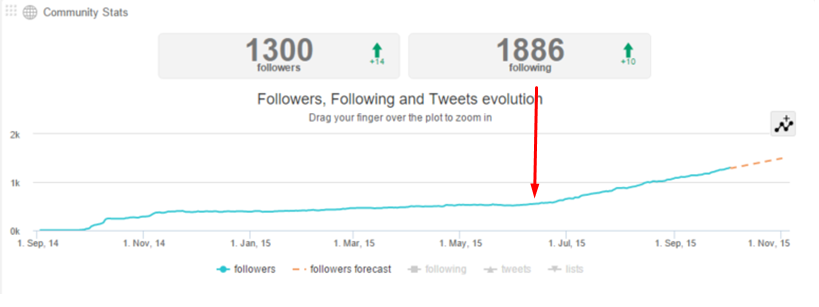 Community Stats
1300
followers
+14
1886
following
+10
Followers, Following and Tweets evolution
Drag your finger over the plot to zoom in
2k
1k
0k
1. Sep, 14
1. Nov, 14
1. Jan, 15
1. Mar, 15
1. May, 15
1. Jul, 15
1. Sep, 15
1. Nov, 15
followers
followers forecast
following
tweets
lists